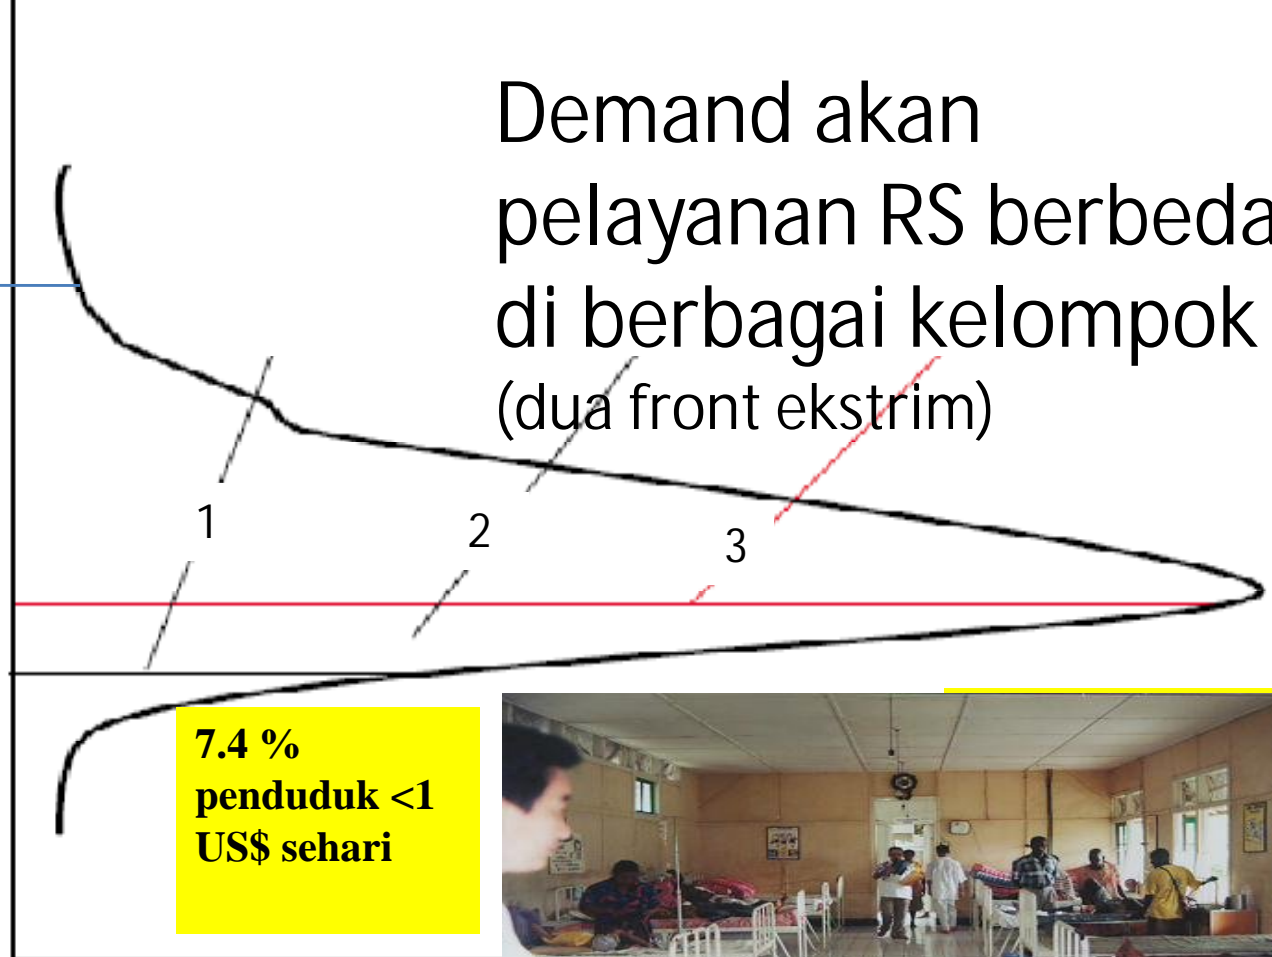 Demand akan
pelayanan RS berbeda
di berbagai kelompok
(dua front ekstrim)
1
2
3
7.4 %
penduduk <1
US$ sehari